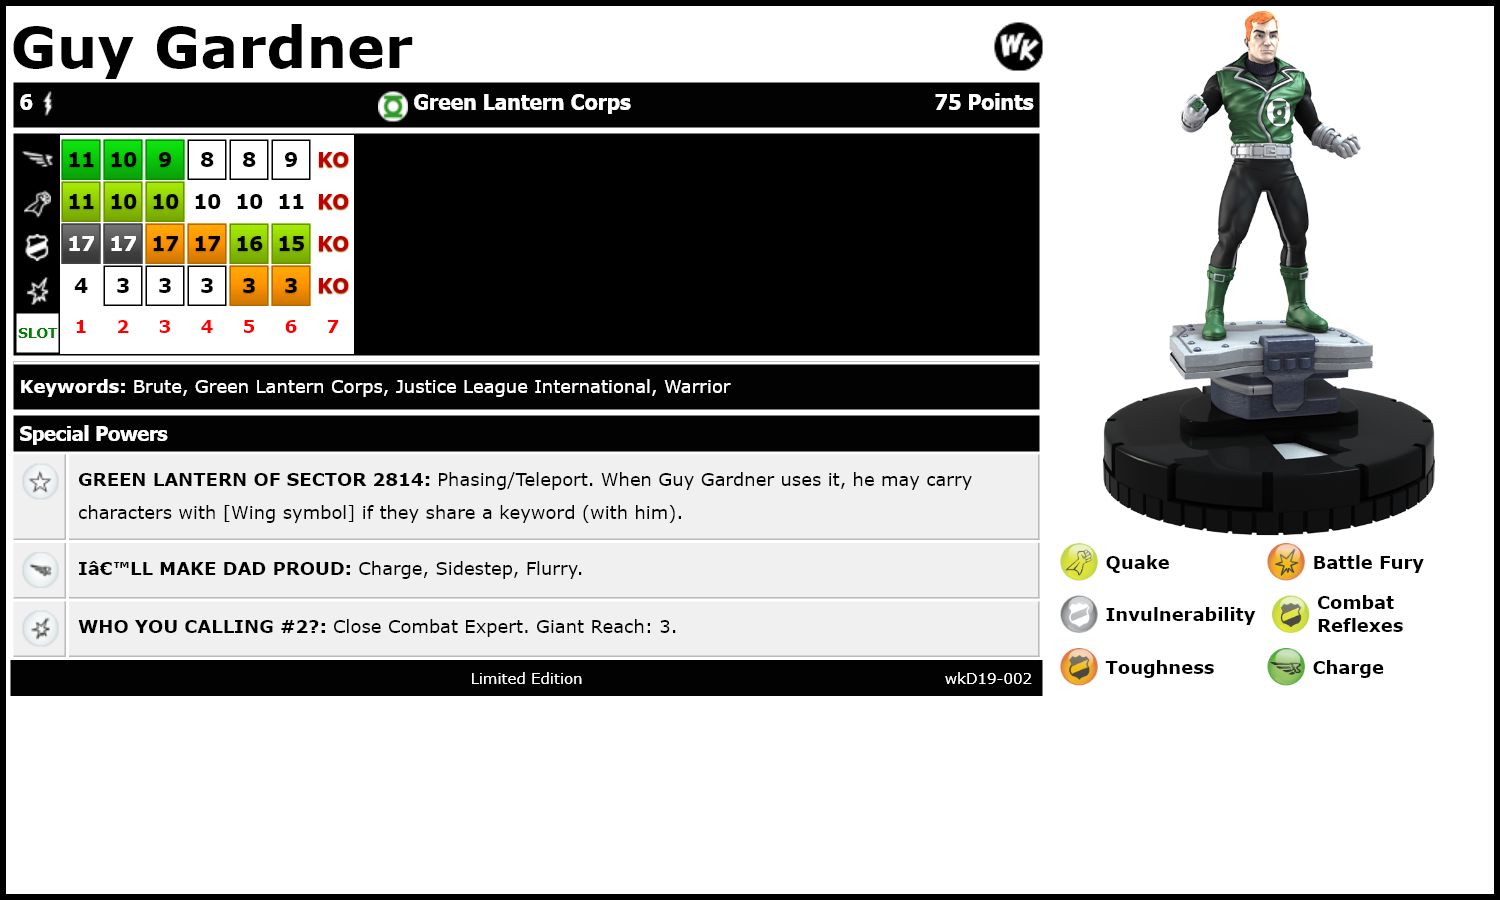 Guy Gardner
WK
6 Green Lantern Corps 75 Points
11 10 9 8 8 9 KO
11 10 10 10 10 11 KO
17 17 17 17 16 15 KO
4 3 3 3 3 3 KO
SLOT 1 2 3 4 5 6 7
Keywords: Brute, Green Lantern Corps, Justice League International, Warrior
Special Powers
GREEN LANTERN OF SECTOR 2814: Phasing/Teleport. When Guy Gardner uses it, he may carry
characters with [Wing symbol] if they share a keyword (with him).
Iâ€™LL MAKE DAD PROUD: Charge, Sidestep, Flurry.
WHO YOU CALLING #2?: Close Combat Expert. Giant Reach: 3.
Limited Edition wkD19-002
Quake Battle Fury
Invulnerability Combat
Reflexes
Toughness Charge